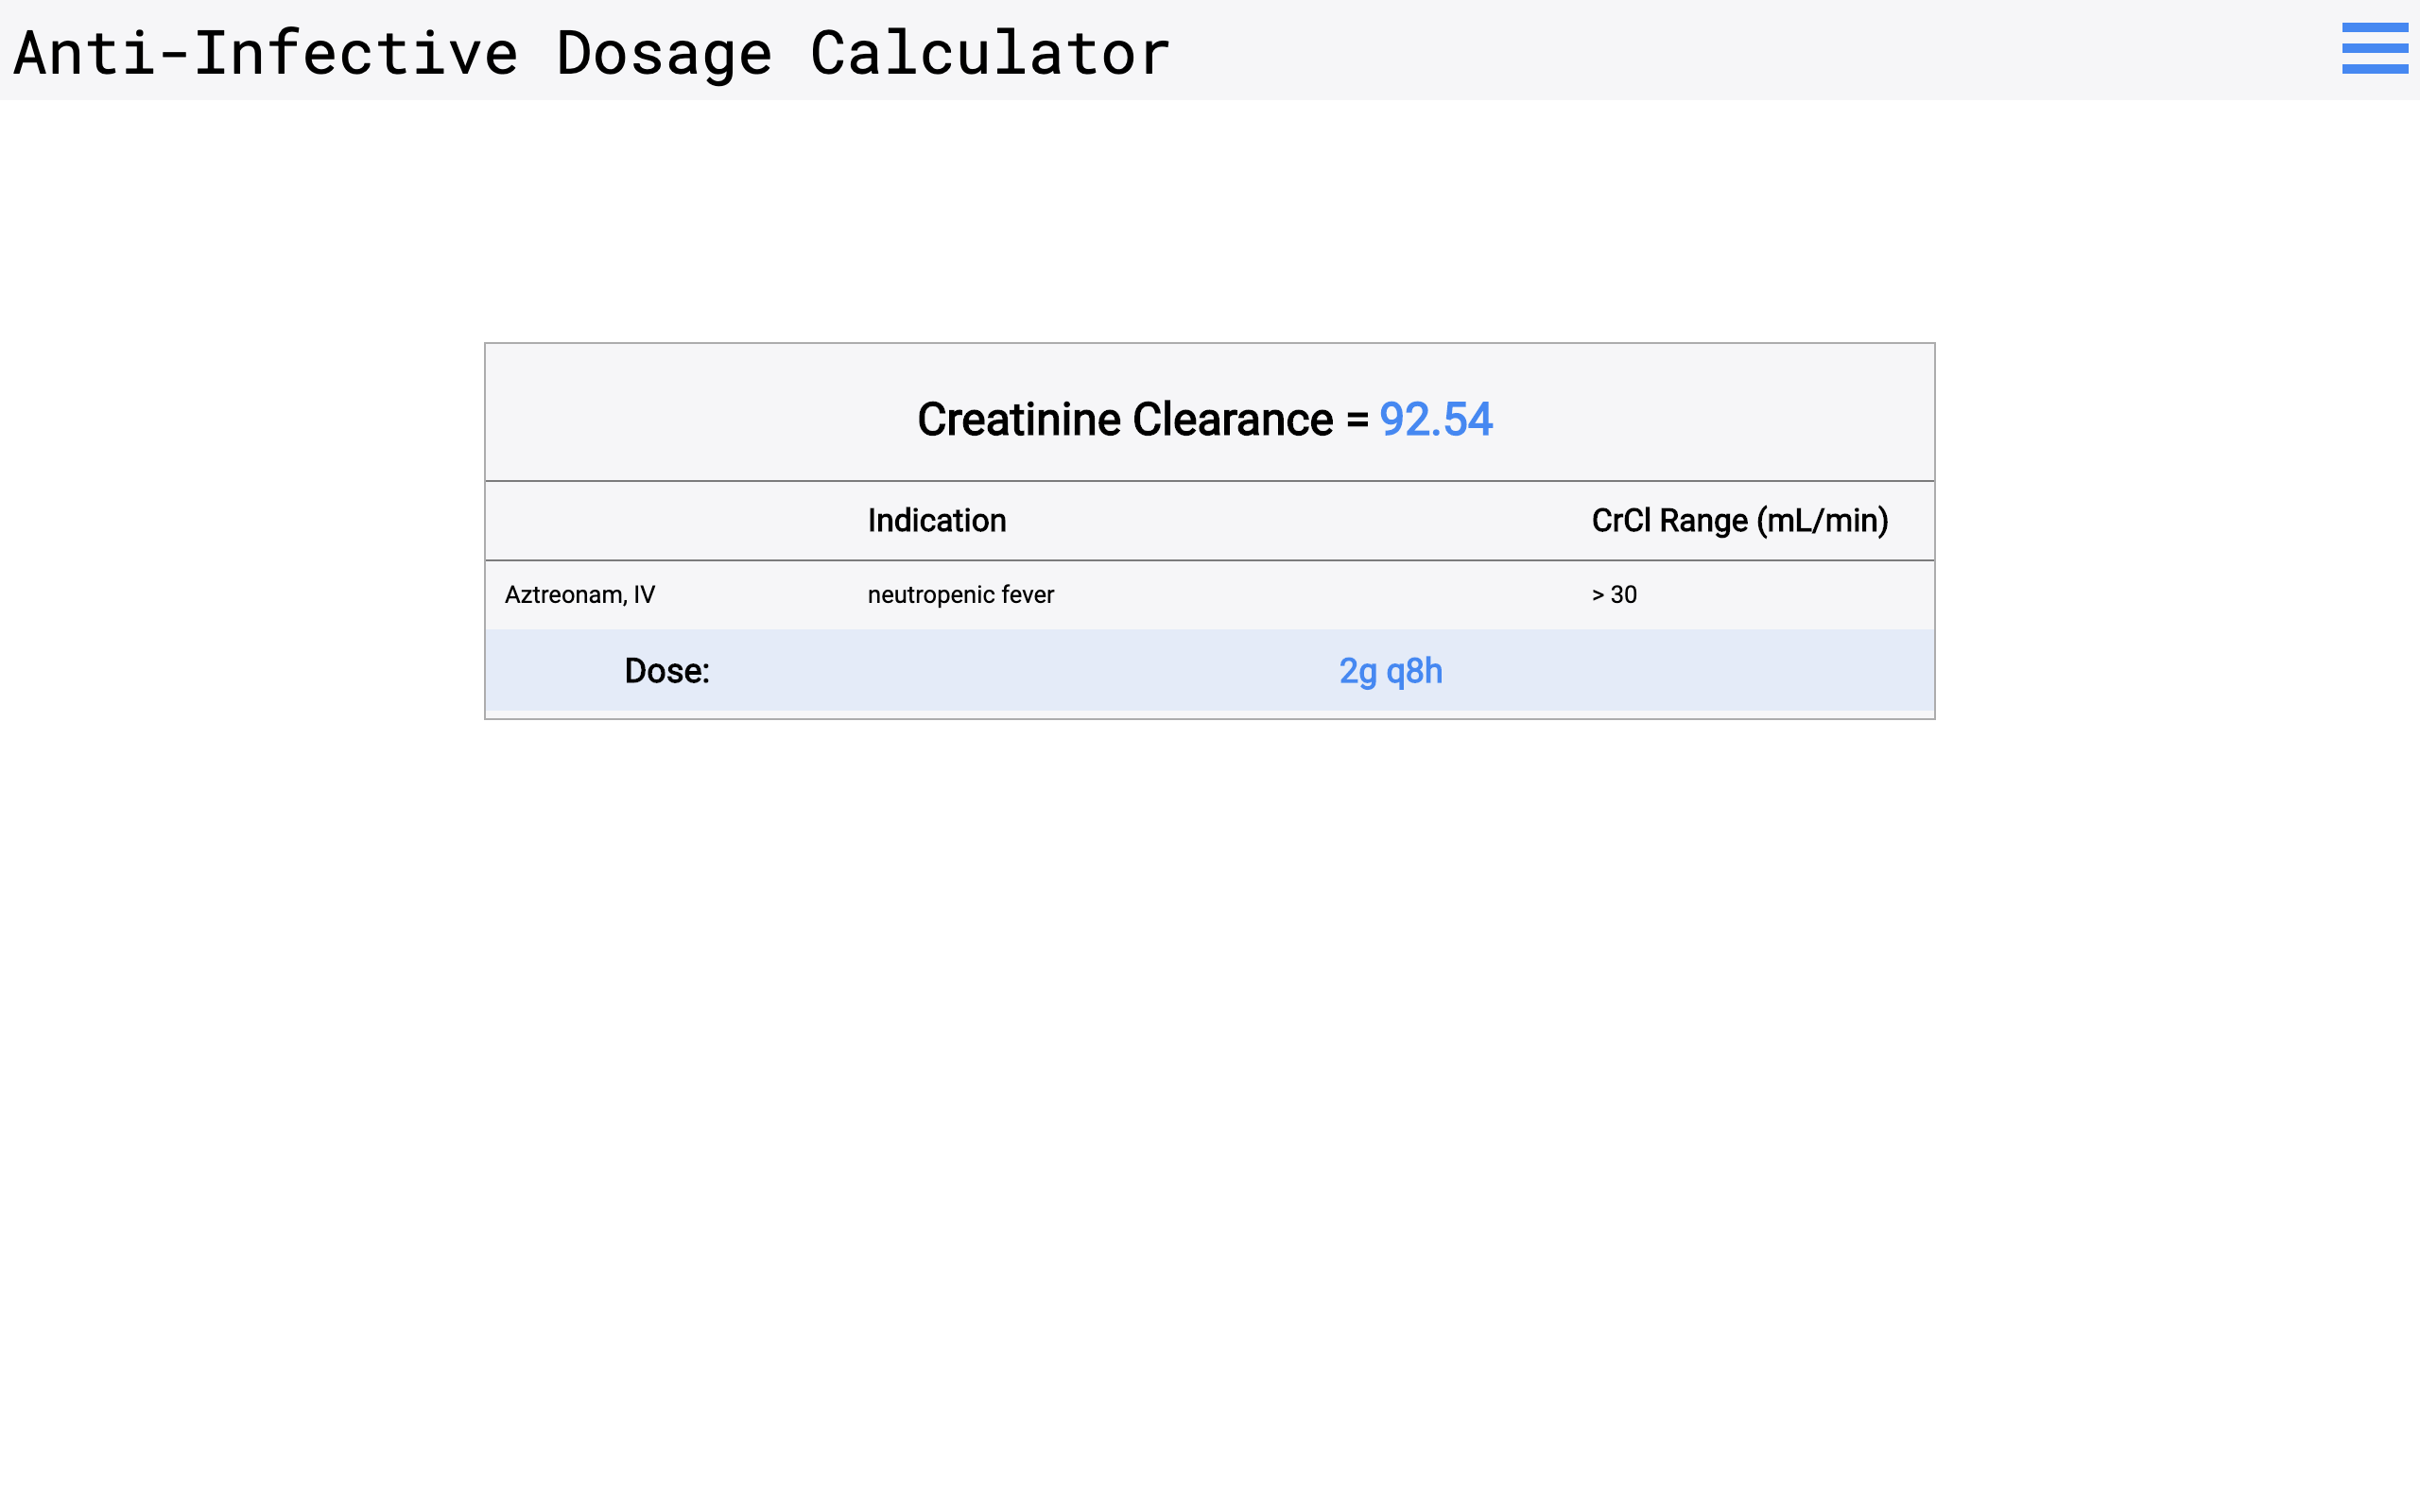 Anti-Infective Dosage Calculator
Creatinine Clearance = 92.54
Indication CrCl Range (mL/min)
Aztreonam, IV neutropenic fever > 30
Dose: 2g q8h